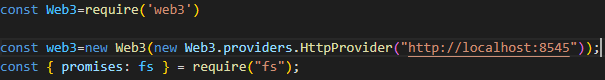 const Web3=require('web3')
const web3=new Web3(new Web3.providers.HttpProvider("http://localhost:8545"));
const { promises: fs } = require("fs");